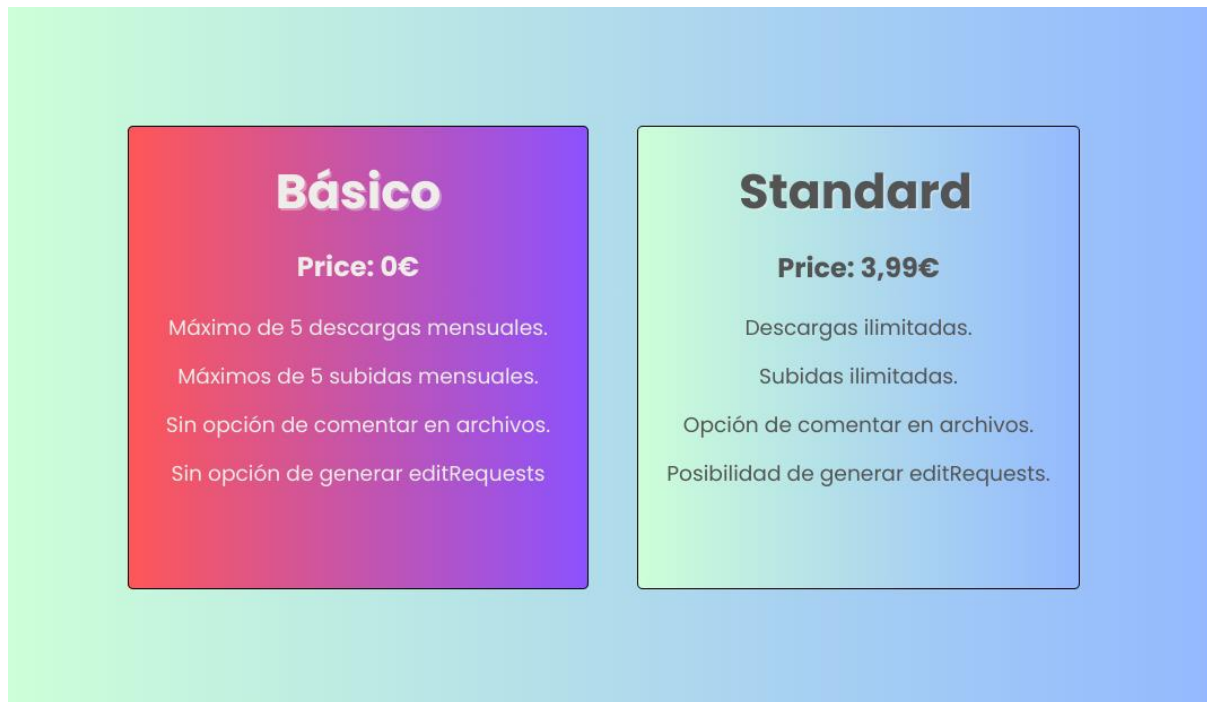 Básico
Price: 0€
Máximo de 5 descargas mensuales.
Máximos de 5 subidas mensuales.
Sin opción de comentar en archivos.
Sin opción de generar editRequests
Standard
Price: 3,99€
Descargas ilimitadas.
Subidas ilimitadas.
Opción de comentar en archivos.
Posibilidad de generar editRequests.